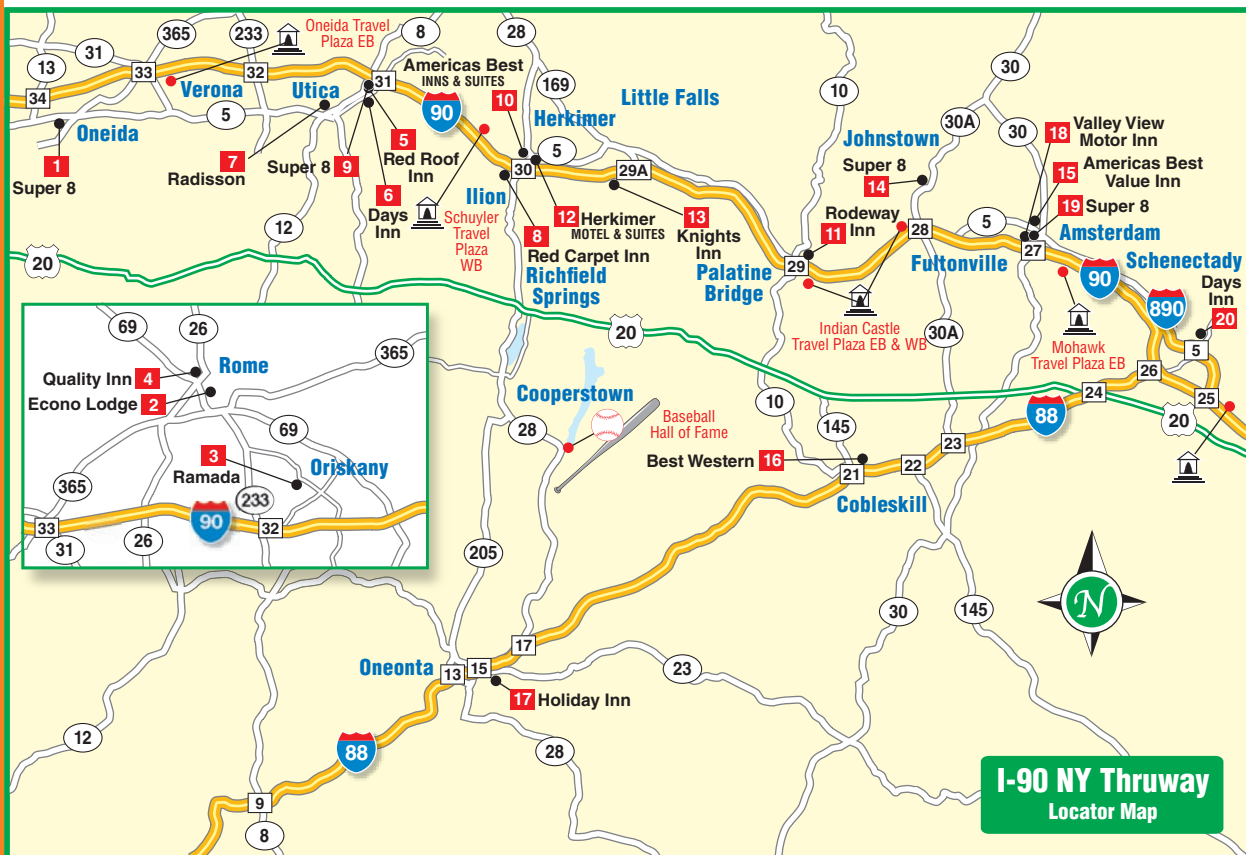 Oneida Travel
Plaza EB
365
233
8
28
31
13
33
32
31
34
Verona
Utica
Americas Best
INNS & SUITES
10
90
169
Little Falls
30
10
30A
30
Johnstown
18 Valley View
Motor Inn
15 Americas Best
Value Inn
19 Super 8
Oneida
5
1
Super 8
7
Radisson
Super 8 9
5
Red Roof
Inn
6
Days
Inn
Schuyler
Travel
Plaza
WB
Herkimer
5
30
29A
Ilion
12 Herkimer
MOTEL & SUITES
8
Red Carpet Inn
13
Knights
Inn
Super 8
14
Rodeway
Inn
11
28
5
27
Amsterdam
Fultonville
Schenectady
Days
Inn
20
90
890
12
20
Richfield
Springs
Palatine
Bridge
29
20
Indian Castle
Travel Plaza EB & WB
30A
Mohawk
Travel Plaza EB
5
26
24
25
20
88
69
26
365
Rome
Quality Inn 4
Econo Lodge 2
69
3
Ramada
Oriskany
365
233
90
33
32
31
26
Cooperstown
28
Baseball
Hall of Fame
10
145
Best Western 16
21
22
23
Cobleskill
205
30
145
N
Oneonta
13
15
17
17 Holiday Inn
23
12
88
28
9
8
I-90 NY Thruway
Locator Map